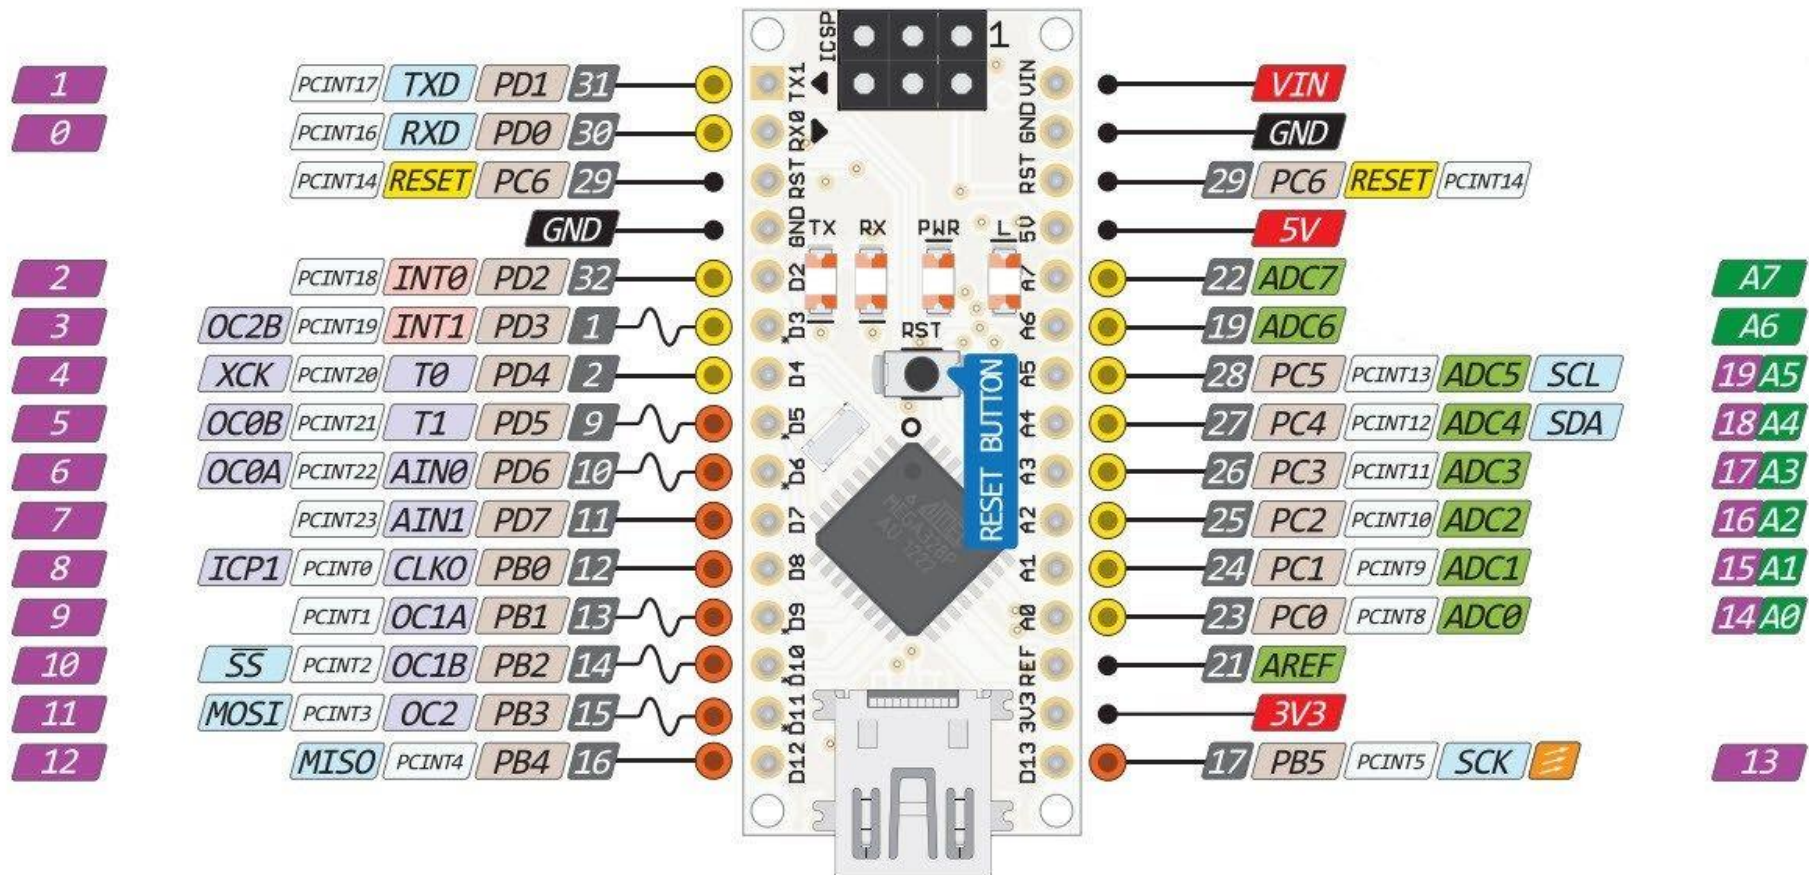 ICSP 1
1 PCINT17 TXD PD1 31 TX1 VIN VIN
0 PCINT16 RXD PD0 30 RX0 GND GND
PCINT14 RESET PC6 29 RST RST 29 PC6 RESET PCINT14
GND GND 5V 5V
TX RX PWR L
2 PCINT18 INT0 PD2 32 D2 A7 22 ADC7 A7
3 OC2B PCINT19 INT1 PD3 1 *D3 A6 19 ADC6 A6
RST
4 XCK PCINT20 T0 PD4 2 D4 A5 28 PC5 PCINT13 ADC5 SCL 19 A5
5 OC0B PCINT21 T1 PD5 9 *D5 A4 27 PC4 PCINT12 ADC4 SDA 18 A4
RESET BUTTON
6 OC0A PCINT22 AIN0 PD6 10 *D6 A3 26 PC3 PCINT11 ADC3 17 A3
7 PCINT23 AIN1 PD7 11 D7 A2 25 PC2 PCINT10 ADC2 16 A2
MEGA328P
AU 1227
8 ICP1 PCINT0 CLKO PB0 12 D8 A1 24 PC1 PCINT9 ADC1 15 A1
9 PCINT1 OC1A PB1 13 *D9 A0 23 PC0 PCINT8 ADC0 14 A0
10 SS PCINT2 OC1B PB2 14 *D10 REF 21 AREF
11 MOSI PCINT3 OC2 PB3 15 *D11 3V3 3V3
12 MISO PCINT4 PB4 16 D12 D13 17 PB5 PCINT5 SCK 13